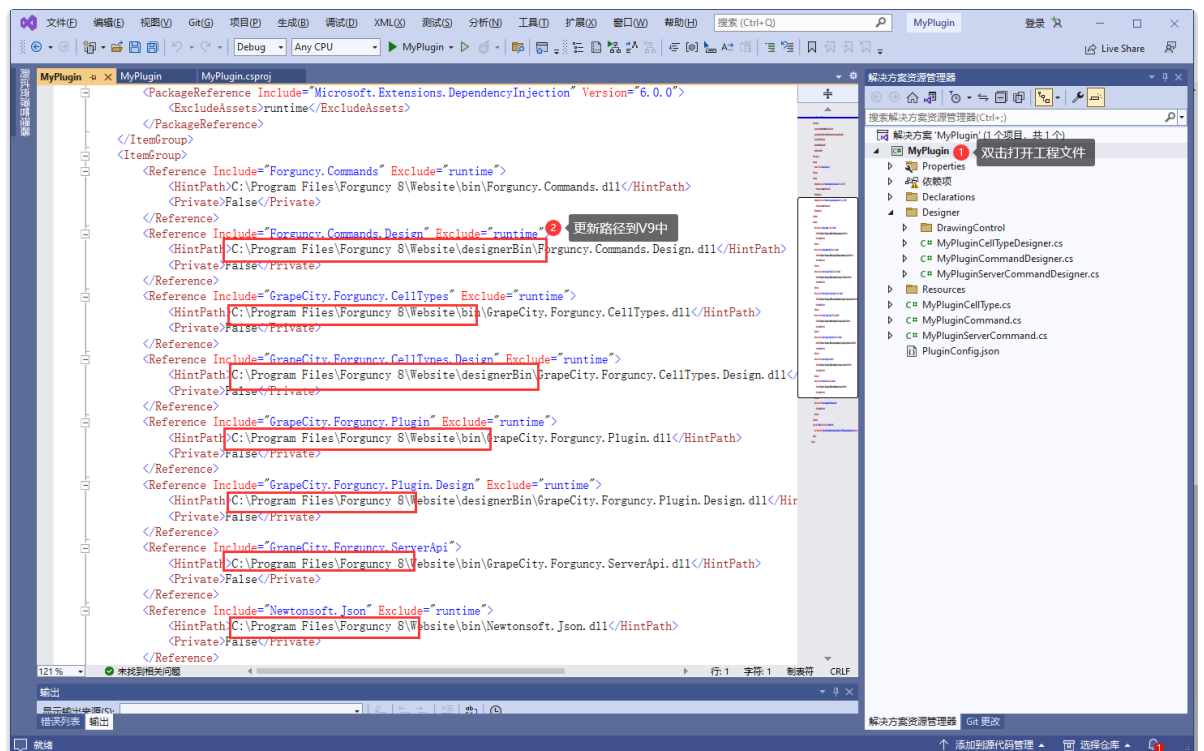 文件(F) 编辑(E) 视图(V) Git(G) 项目(P) 生成(B) 调试(D) XML(X) 测试(S) 分析(N) 工具(T) 扩展(X) 窗口(W) 帮助(H) 搜索 (Ctrl+Q) MyPlugin 登录
Debug Any CPU MyPlugin Live Share
MyPlugin MyPlugin MyPlugin.csproj
<PackageReference Include="Microsoft.Extensions.DependencyInjection" Version="6.0.0">
<ExcludeAssets>runtime</ExcludeAssets>
</PackageReference>
</ItemGroup>
<ItemGroup>
<Reference Include="Forguncy.Commands" Exclude="runtime">
<HintPath>C:\Program Files\Forguncy 8\Website\bin\Forguncy.Commands.dll</HintPath>
<Private>False</Private>
</Reference>
<Reference Include="Forguncy.Commands.Design" Exclude="runtime">
2 更新路径到V9中
<HintPath>C:\Program Files\Forguncy 8\Website\designerBin\Forguncy.Commands.Design.dll</HintPath>
<Private>False</Private>
</Reference>
<Reference Include="GrapeCity.Forguncy.CellTypes" Exclude="runtime">
<HintPath>C:\Program Files\Forguncy 8\Website\bin\GrapeCity.Forguncy.CellTypes.dll</HintPath>
<Private>False</Private>
</Reference>
<Reference Include="GrapeCity.Forguncy.CellTypes.Design" Exclude="runtime">
<HintPath>C:\Program Files\Forguncy 8\Website\designerBin\GrapeCity.Forguncy.CellTypes.Design.dll</
<Private>False</Private>
</Reference>
<Reference Include="GrapeCity.Forguncy.Plugin" Exclude="runtime">
<HintPath>C:\Program Files\Forguncy 8\Website\bin\GrapeCity.Forguncy.Plugin.dll</HintPath>
<Private>False</Private>
</Reference>
<Reference Include="GrapeCity.Forguncy.Plugin.Design" Exclude="runtime">
<HintPath>C:\Program Files\Forguncy 8\Website\designerBin\GrapeCity.Forguncy.Plugin.Design.dll</Hin
<Private>False</Private>
</Reference>
<Reference Include="GrapeCity.Forguncy.ServerApi">
<HintPath>C:\Program Files\Forguncy 8\Website\bin\GrapeCity.Forguncy.ServerApi.dll</HintPath>
<Private>False</Private>
</Reference>
<Reference Include="Newtonsoft.Json" Exclude="runtime">
<HintPath>C:\Program Files\Forguncy 8\Website\bin\Newtonsoft.Json.dll</HintPath>
<Private>False</Private>
</Reference>
121 % 未找到相关问题 行: 1 字符: 1 制表符 CRLF
输出
显示输出来源(S):
错误列表 输出
解决方案资源管理器
搜索解决方案资源管理器(Ctrl+;)
解决方案 'MyPlugin' (1 个项目，共 1 个)
MyPlugin 1 双击打开工程文件
Properties
依赖项
Declarations
Designer
DrawingControl
C# MyPluginCellTypeDesigner.cs
C# MyPluginCommandDesigner.cs
C# MyPluginServerCommandDesigner.cs
Resources
C# MyPluginCellType.cs
C# MyPluginCommand.cs
C# MyPluginServerCommand.cs
PluginConfig.json
解决方案资源管理器 Git 更改
就绪 添加到源代码管理 选择仓库 1